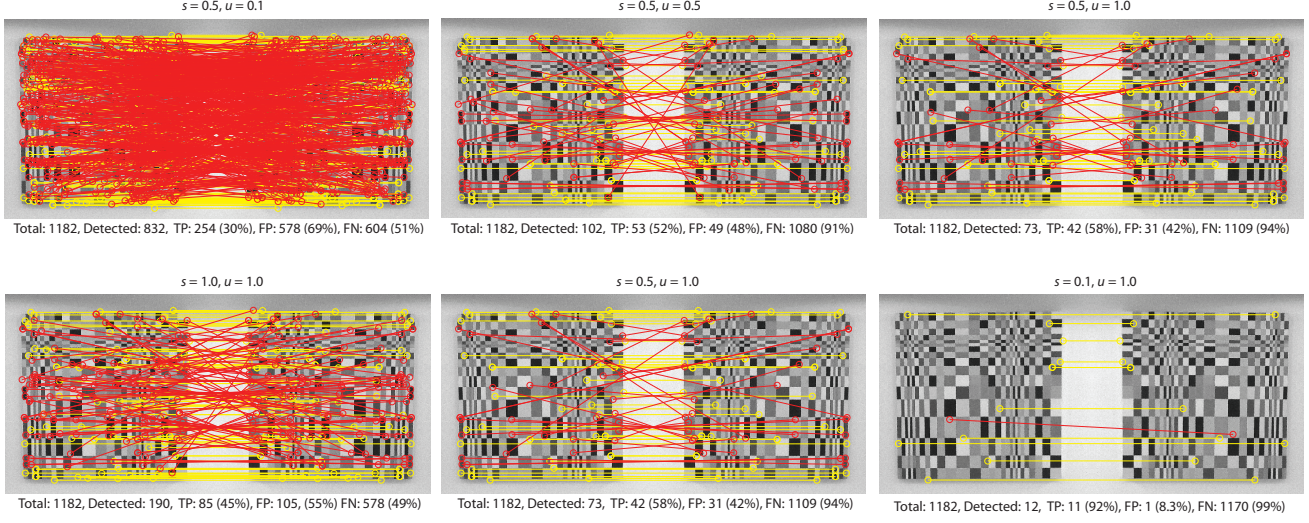 s = 0.5, u = 0.1
s = 0.5, u = 0.5
s = 0.5, u = 1.0
Total: 1182, Detected: 832, TP: 254 (30%), FP: 578 (69%), FN: 604 (51%)
Total: 1182, Detected: 102, TP: 53 (52%), FP: 49 (48%), FN: 1080 (91%)
Total: 1182, Detected: 73, TP: 42 (58%), FP: 31 (42%), FN: 1109 (94%)
s = 1.0, u = 1.0
s = 0.5, u = 1.0
s = 0.1, u = 1.0
Total: 1182, Detected: 190, TP: 85 (45%), FP: 105, (55%) FN: 578 (49%)
Total: 1182, Detected: 73, TP: 42 (58%), FP: 31 (42%), FN: 1109 (94%)
Total: 1182, Detected: 12, TP: 11 (92%), FP: 1 (8.3%), FN: 1170 (99%)